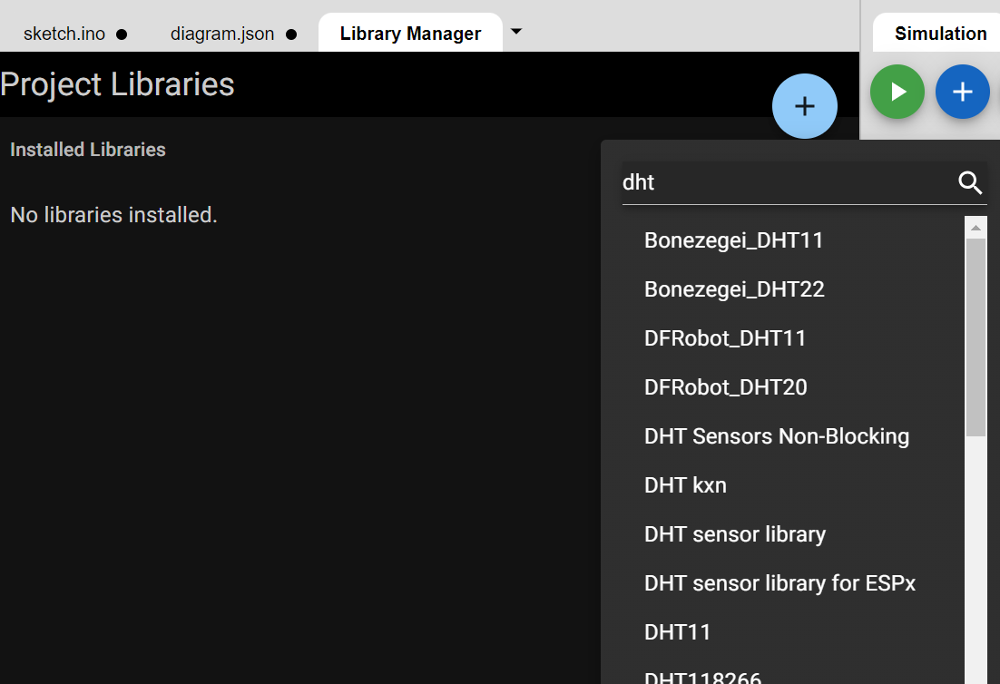 sketch.ino
diagram.json
Library Manager
Simulation
Project Libraries
Installed Libraries
No libraries installed.
dht
Bonezegei_DHT11
Bonezegei_DHT22
DFRobot_DHT11
DFRobot_DHT20
DHT Sensors Non-Blocking
DHT kxn
DHT sensor library
DHT sensor library for ESPx
DHT11
DHT118266